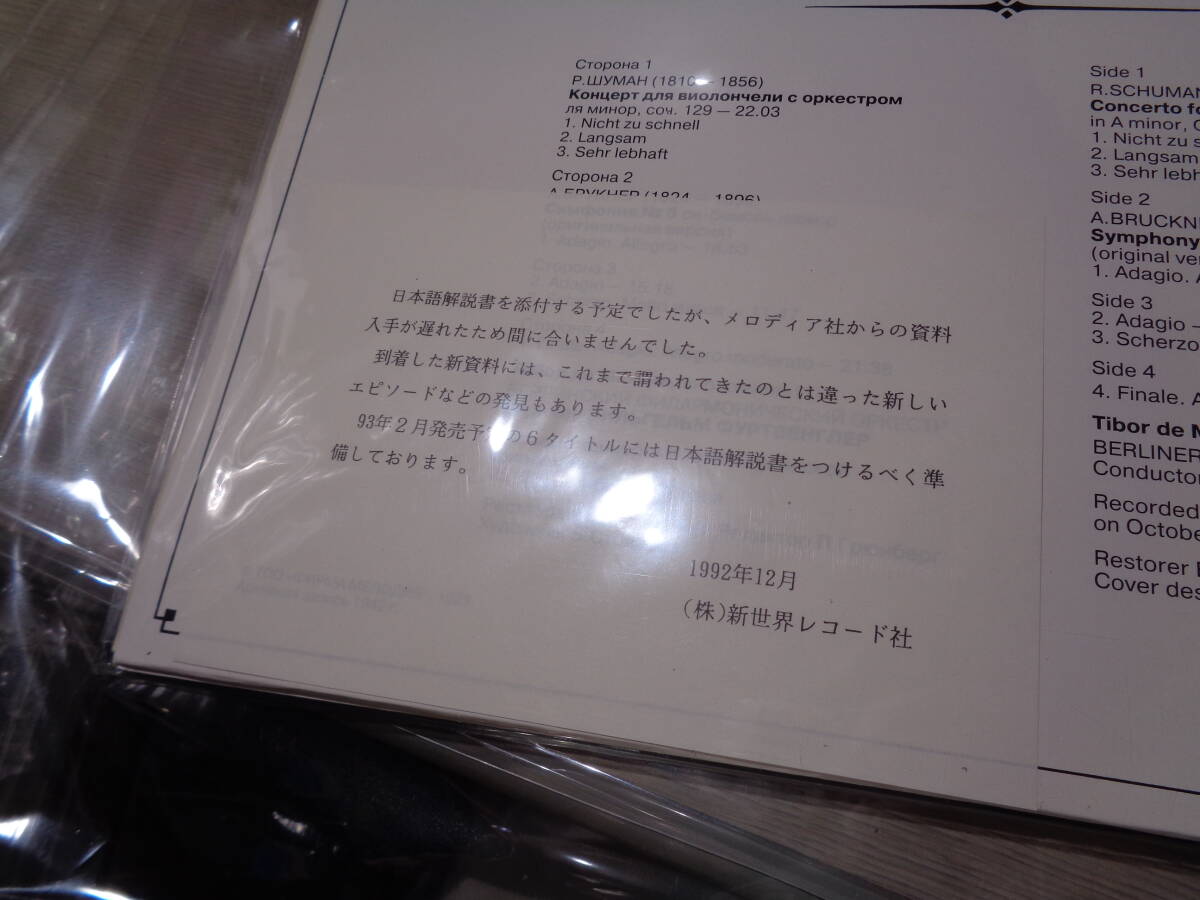 Сторона 1
Р.ШУМАН (1810 — 1856)
Концерт для виолончели с оркестром
ля минор, соч. 129 — 22.03
1. Nicht zu schnell
2. Langsam
3. Sehr lebhaft
Сторона 2
А.БРУКНЕР (1824 — 1896)
1. Adagio. Allegro —
Сторона 3
2. Adagio —
日本語解説書を添付する予定でしたが、メロディア社からの資料
入手が遅れたため間に合いませんでした。
到着した新資料には、これまで謂われてきたのとは違った新しい
エピソードなどの発見もあります。
93年2月発売予定の6タイトルには日本語解説書をつけるべく準
備しております。
1992年12月
(株)新世界レコード社
Side 1
R.SCHUMAN
Concerto fo
in A minor,
1. Nicht zu s
2. Langsam
3. Sehr lebh
Side 2
A.BRUCKN
Symphony
(original ve
1. Adagio. A
Side 3
2. Adagio –
3. Scherzo
Side 4
4. Finale. A
Tibor de N
BERLINER
Conducto
Recorded
on Octobe
Restorer
Cover des